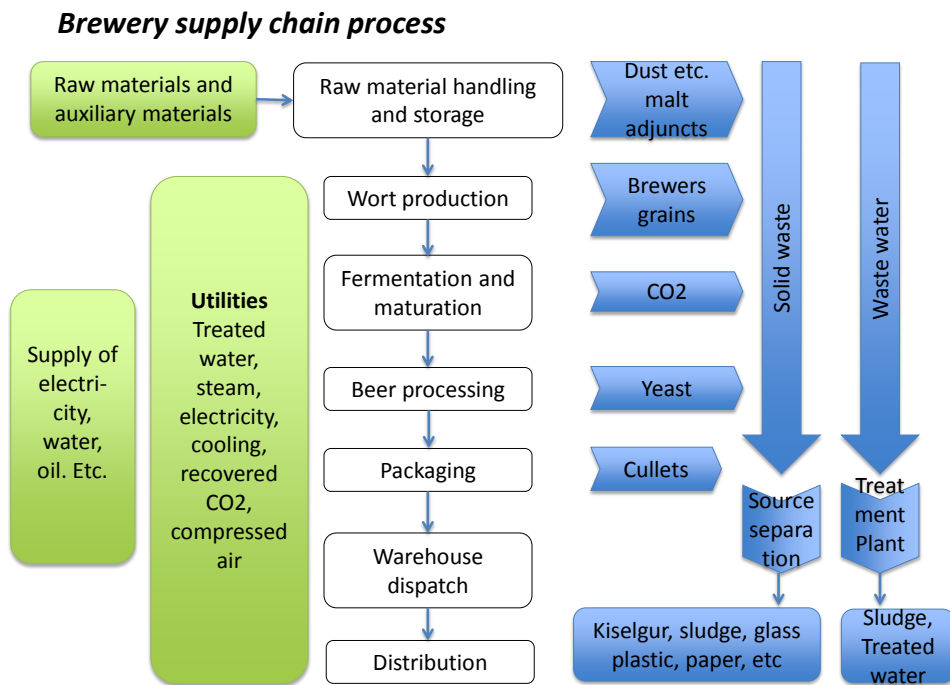 Brewery supply chain process
Raw materials and
auxiliary materials
Raw material handling
and storage
Dust etc.
malt
adjuncts
Wort production
Brewers
grains
Fermentation and
maturation
CO2
Solid waste
Waste water
Utilities
Treated
water,
steam,
electricity,
cooling,
recovered
CO2,
compressed
air
Supply of
electri-
city,
water,
oil. Etc.
Beer processing
Yeast
Packaging
Cullets
Source
separa
tion
Treat
ment
Plant
Warehouse
dispatch
Distribution
Kiselgur, sludge, glass
plastic, paper, etc
Sludge,
Treated
water